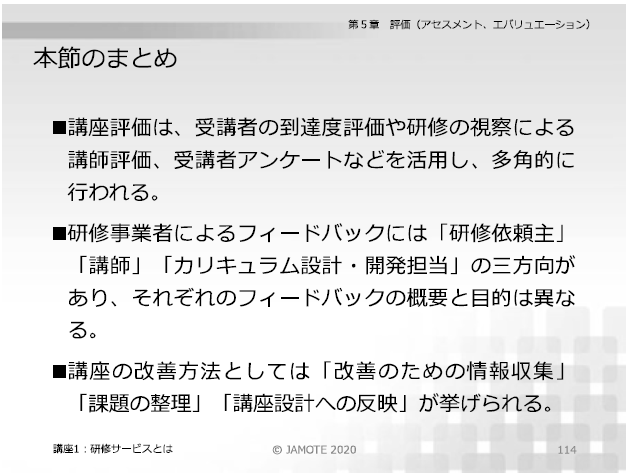 第5章 評価（アセスメント、エバリュエーション）
本節のまとめ
■講座評価は、受講者の到達度評価や研修の視察による
講師評価、受講者アンケートなどを活用し、多角的に
行われる。
■研修事業者によるフィードバックには「研修依頼主」
「講師」「カリキュラム設計・開発担当」の三方向が
あり、それぞれのフィードバックの概要と目的は異な
る。
■講座の改善方法としては「改善のための情報収集」
「課題の整理」「講座設計への反映」が挙げられる。
講座1：研修サービスとは
© JAMOTE 2020
114